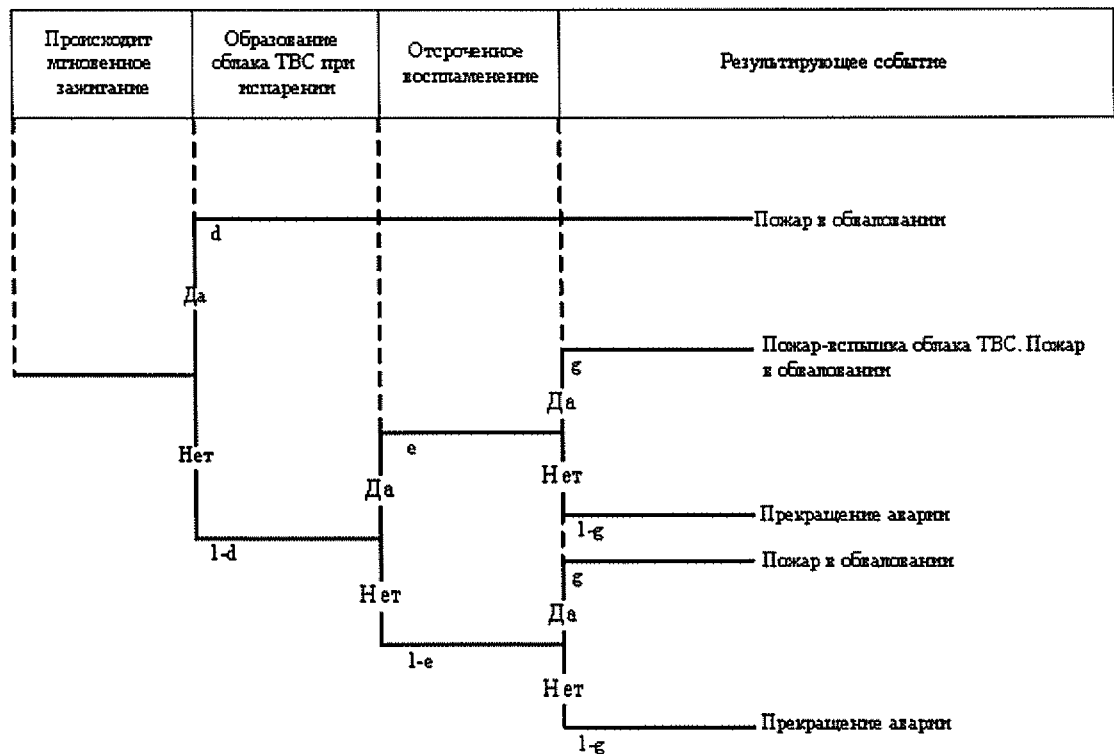 Происходит
мгновенное
зажигание
Образование
облака ТВС при
испарении
Отсроченное
воспламенение
Результирующее событие
d
Пожар в обваловании
Да
Пожар-вспышка облака ТВС. Пожар
в обваловании
g
Да
e
Нет
Да
Нет
Прекращение аварии
1-g
1-d
Пожар в обваловании
g
Нет
Да
1-e
Нет
Прекращение аварии
1-g